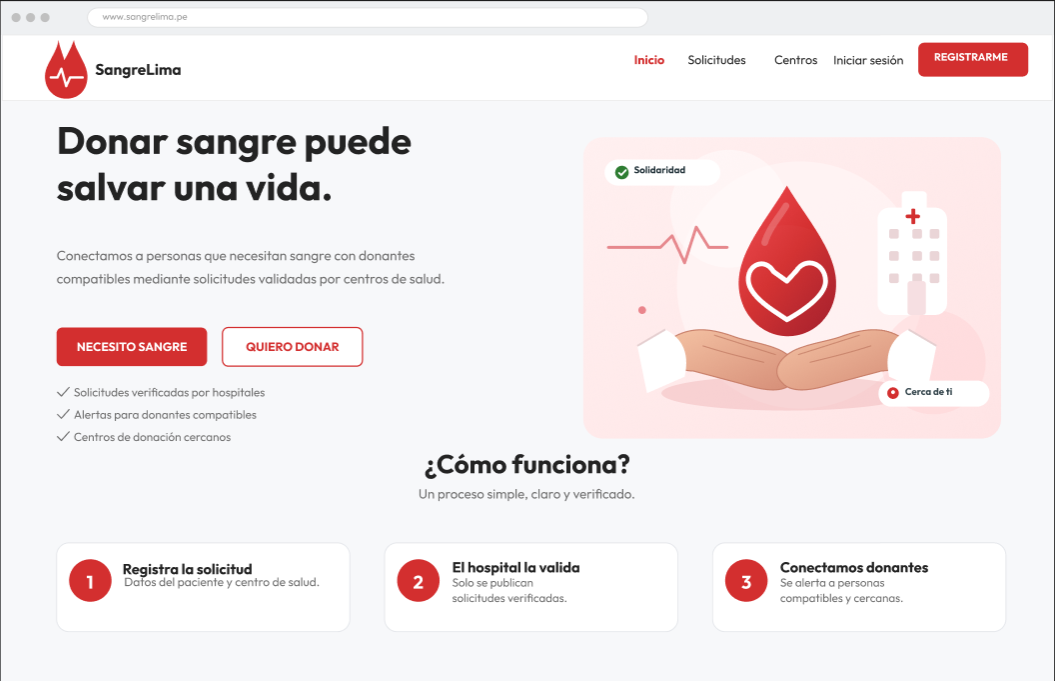 www.sangrelima.pe
SangreLima
Inicio
Solicitudes
Centros
Iniciar sesión
REGISTRARME
Donar sangre puede
salvar una vida.
Conectamos a personas que necesitan sangre con donantes
compatibles mediante solicitudes validadas por centros de salud.
NECESITO SANGRE
QUIERO DONAR
Solicitudes verificadas por hospitales
Alertas para donantes compatibles
Centros de donación cercanos
Solidaridad
Cerca de ti
¿Cómo funciona?
Un proceso simple, claro y verificado.
1
Registra la solicitud
Datos del paciente y centro de salud.
2
El hospital la valida
Solo se publican
solicitudes verificadas.
3
Conectamos donantes
Se alerta a personas
compatibles y cercanas.